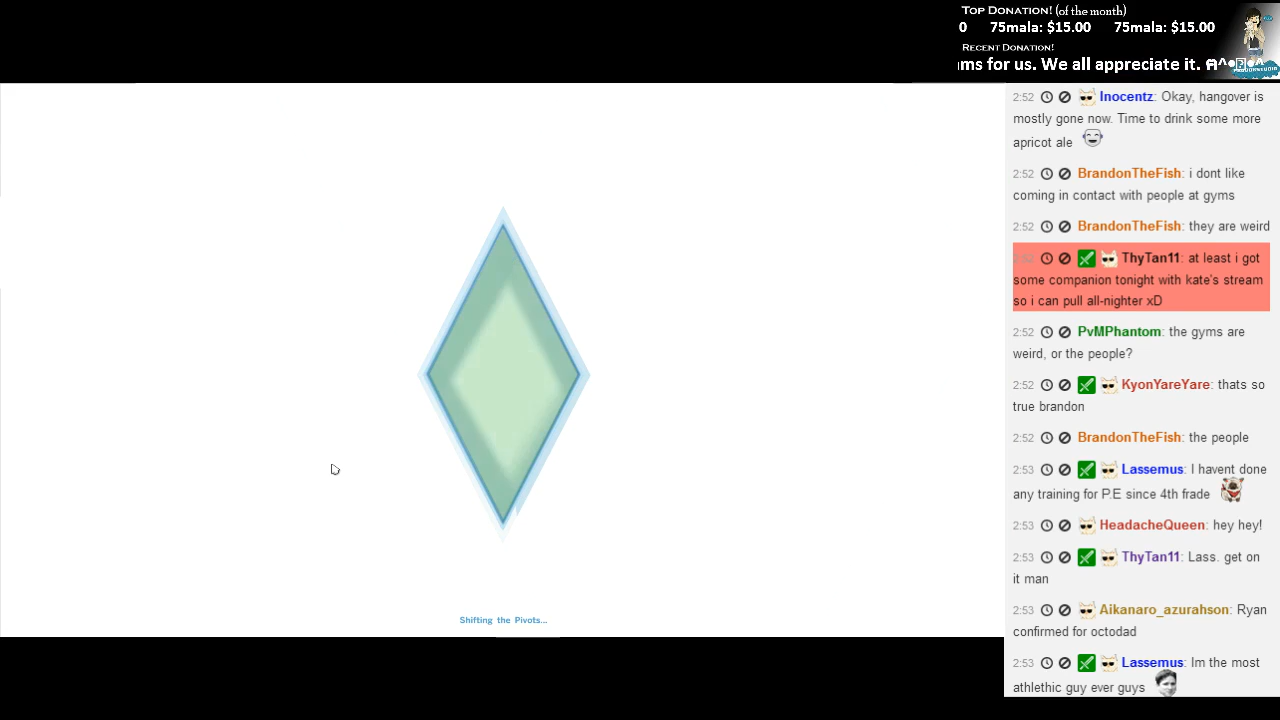 TOP DONATION! (of the month)
0 75mala: $15.00 75mala: $15.00
RECENT DONATION!
ms for us. We all appreciate it.
2:52 Inocentz: Okay, hangover is
mostly gone now. Time to drink some more
apricot ale
2:52 BrandonTheFish: i dont like
coming in contact with people at gyms
BrandonTheFish: they are weird
2:52 ThyTan11: at least i got
some companion tonight with kate's stream
so i can pull all-nighter xD
2:52 PvMPhantom: the gyms are
weird, or the people?
2:52 KyonYareYare: thats so
true brandon
BrandonTheFish: the people
2:53 Lassemus: I havent done
any training for P.E since 4th frade
2:53 HeadacheQueen: hey hey!
2:53 ThyTan11: Lass. get on
it man
2:53 Aikanaro_azurahson: Ryan
confirmed for octodad
2:53 Lassemus: Im the most
athlethic guy ever guys
Shifting the Pivots...